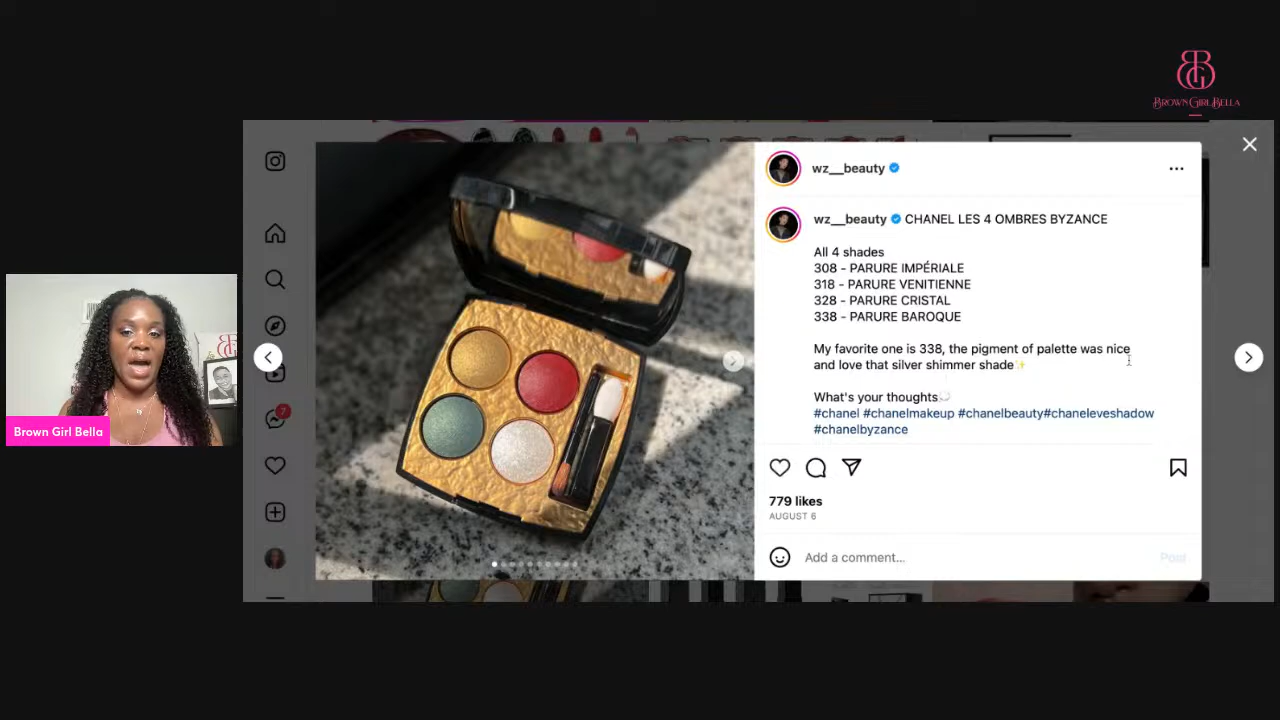 BROWN GIRL BELLA
wz__beauty
wz__beauty CHANEL LES 4 OMBRES BYZANCE
All 4 shades
308 - PARURE IMPÉRIALE
318 - PARURE VENITIENNE
328 - PARURE CRISTAL
338 - PARURE BAROQUE
My favorite one is 338, the pigment of palette was nice
and love that silver shimmer shade✨
What's your thoughts💭
#chanel #chanelmakeup #chanelbeauty#chaneleyeshadow
#chanelbyzance
7
Brown Girl Bella
779 likes
AUGUST 6
Add a comment...
Post